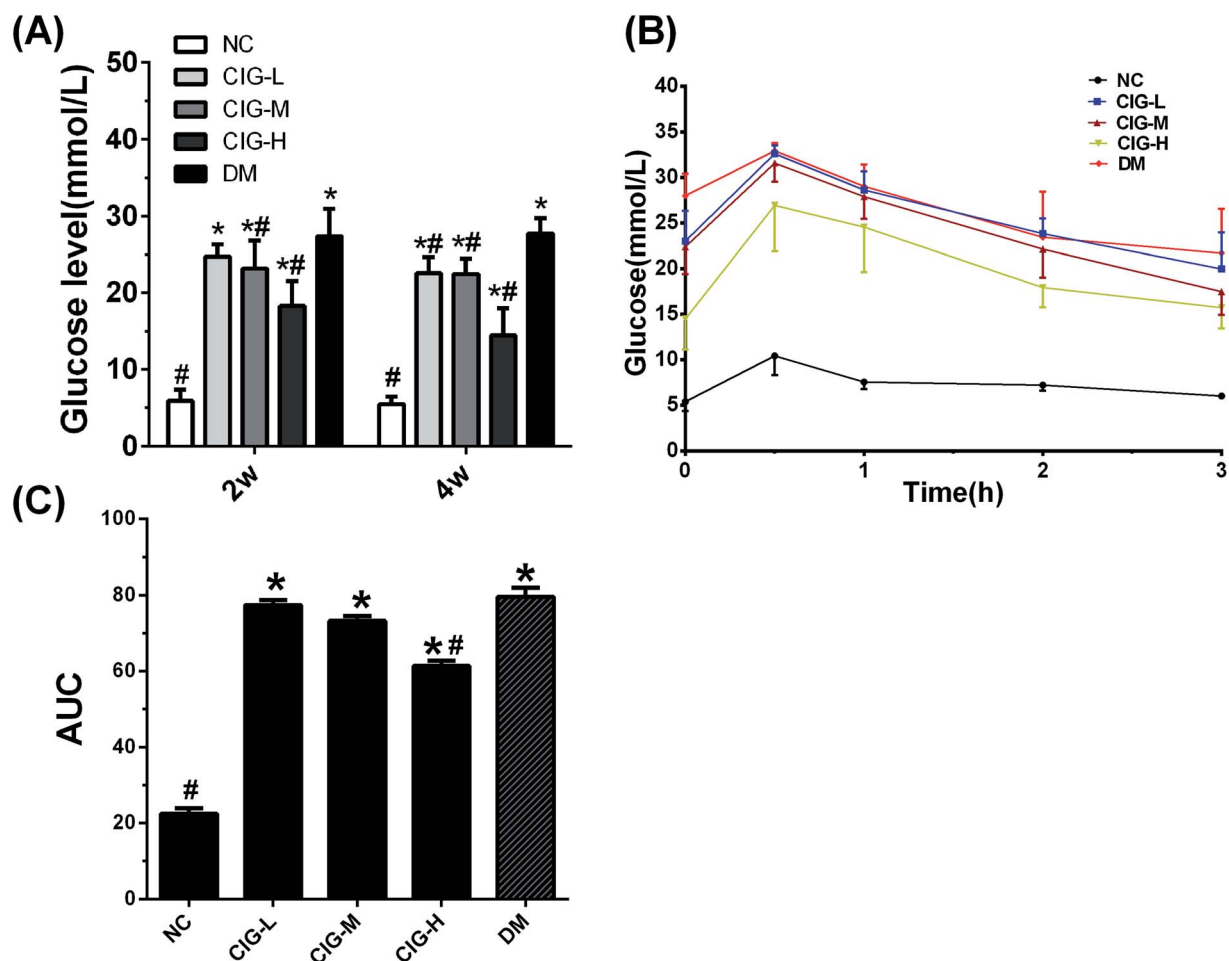 (A)
NC
CIG-L
CIG-M
CIG-H
DM
Glucose level(mmol/L)
50
40
30
20
10
0
# * *# *# *
# *# *# *# *
2w 4w
(B)
NC
CIG-L
CIG-M
CIG-H
DM
Glucose(mmol/L)
40
35
30
25
20
15
10
5
0
0 1 2 3
Time(h)
(C)
AUC
100
80
60
40
20
0
# * * *# *
NC CIG-L CIG-M CIG-H DM